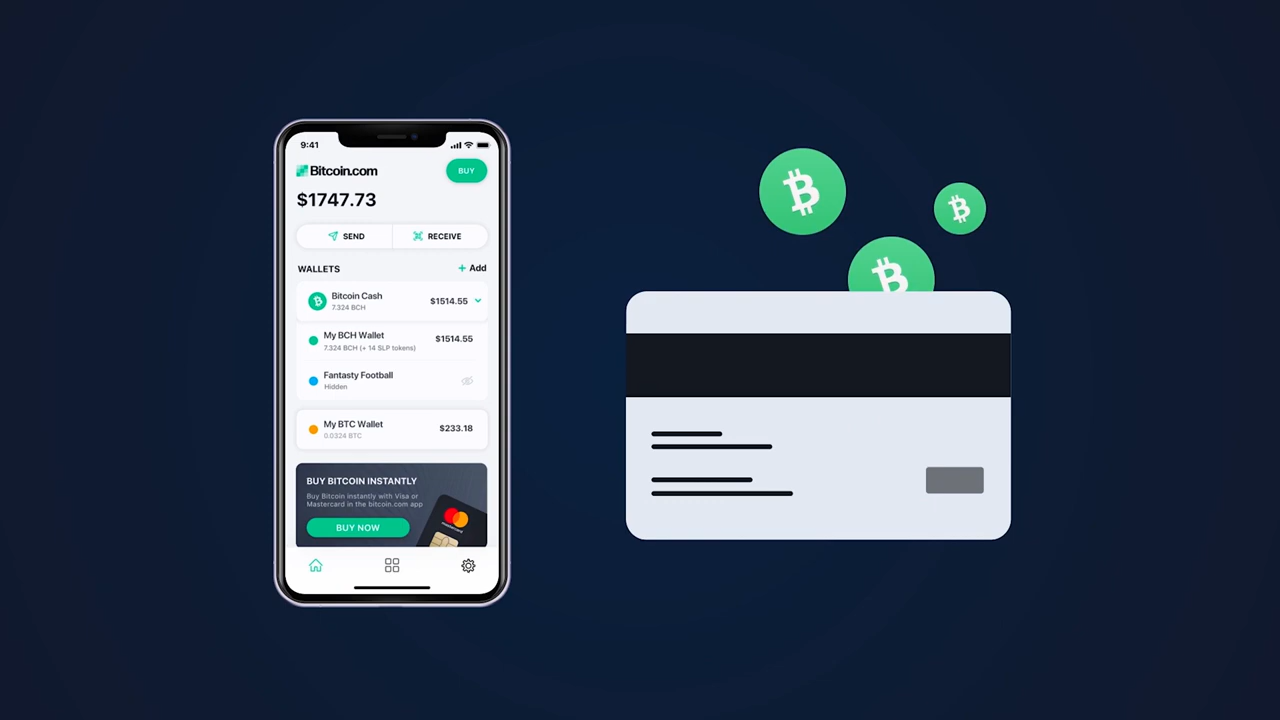 9:41
Bitcoin.com
BUY
$1747.73
SEND
RECEIVE
WALLETS
+ Add
Bitcoin Cash
7.324 BCH
$1514.55
My BCH Wallet
7.324 BCH (+ 14 SLP tokens)
$1514.55
Fantasty Football
Hidden
My BTC Wallet
0.0324 BTC
$233.18
BUY BITCOIN INSTANTLY
Buy Bitcoin instantly with Visa or
Mastercard in the bitcoin.com app
BUY NOW
mastercard